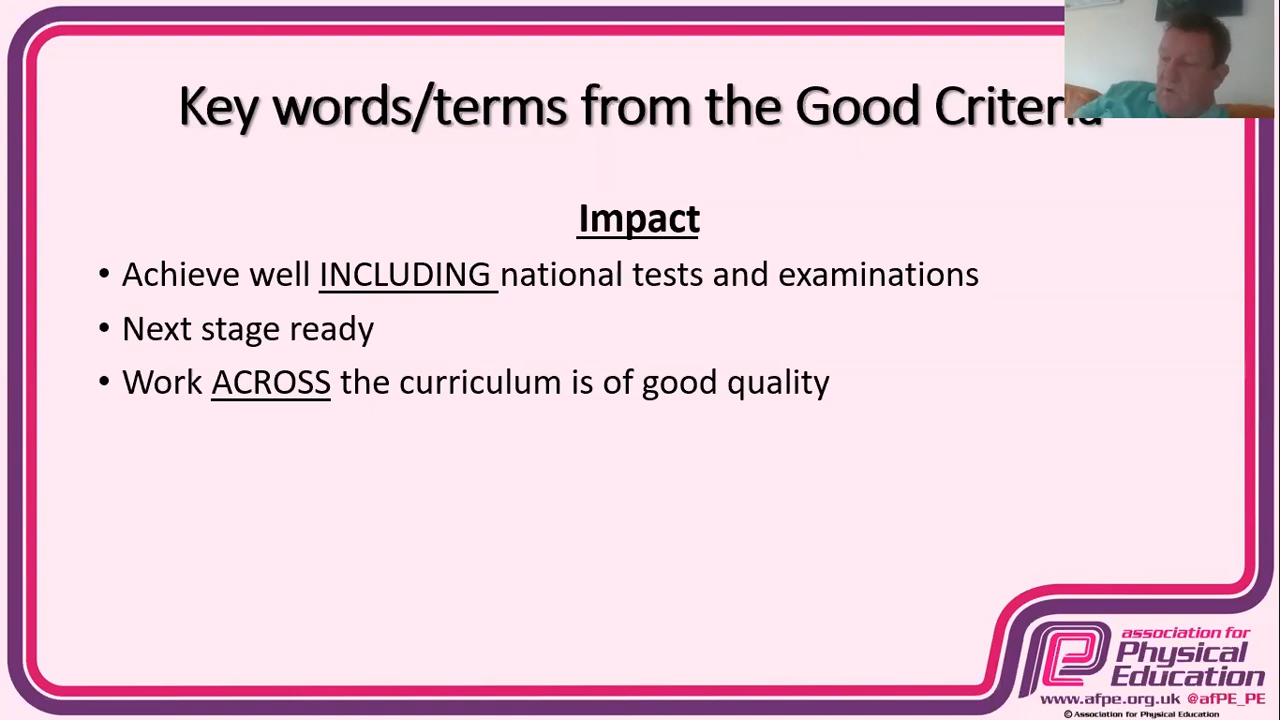 Key words/terms from the Good Criteria
Impact
• Achieve well INCLUDING national tests and examinations
• Next stage ready
• Work ACROSS the curriculum is of good quality
association for
Physical
Education
www.afpe.org.uk @afPE_PE
© Association for Physical Education